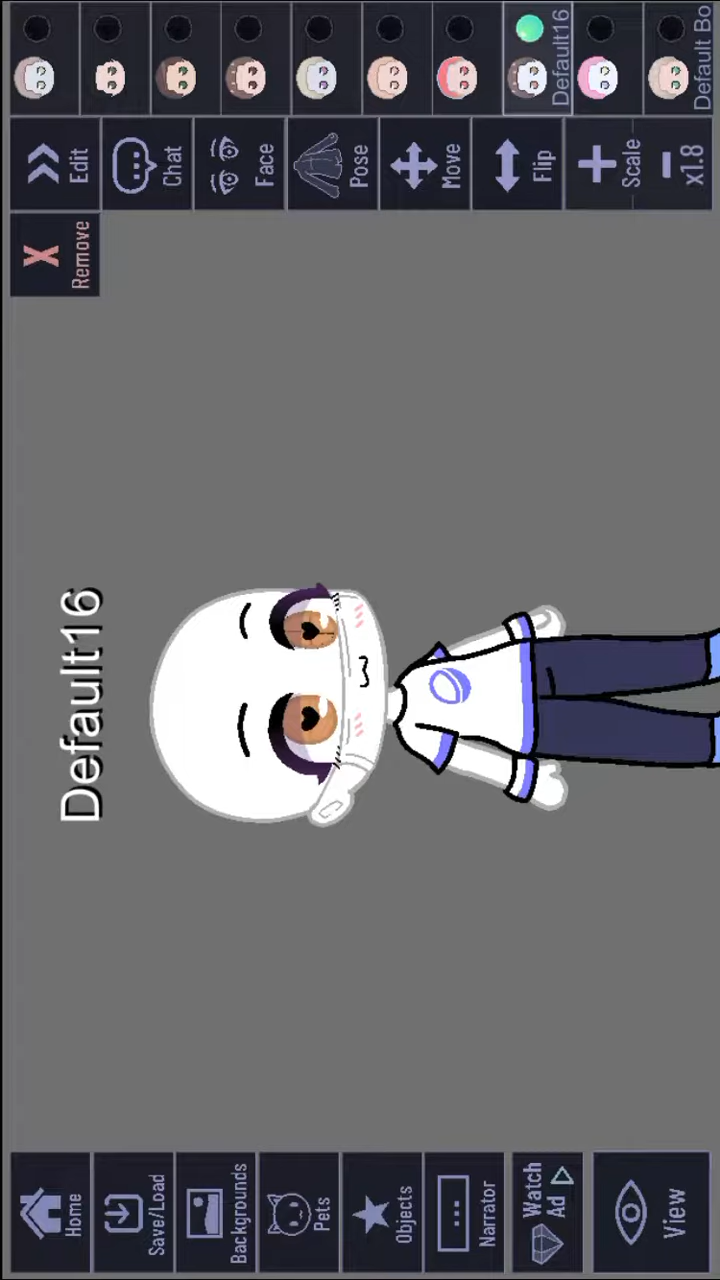 Home
Save/Load
Backgrounds
Pets
Objects
Narrator
Watch
Ad
View
Default16
X
Remove
Edit
Chat
Face
Pose
Move
Flip
Scale
x1.8
Default16
Default Bo